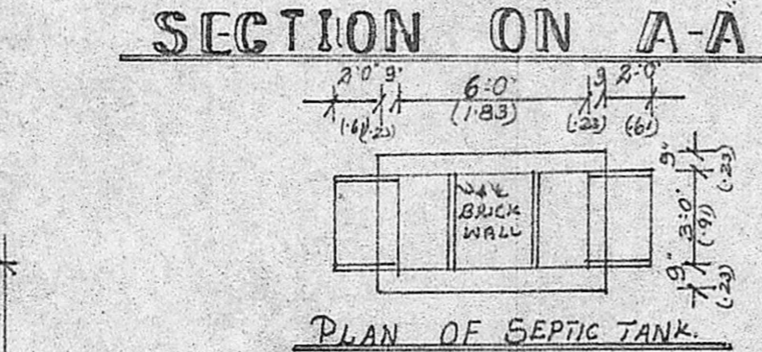 SECTION ON A-A
2'0" 9" 6'0" 9 2'0"
(.61) (.23) (1.83) (.23) (.61)
BRICK
WALL
9" 3'0" 9"
(.23) (.91) (.23)
PLAN OF SEPTIC TANK.